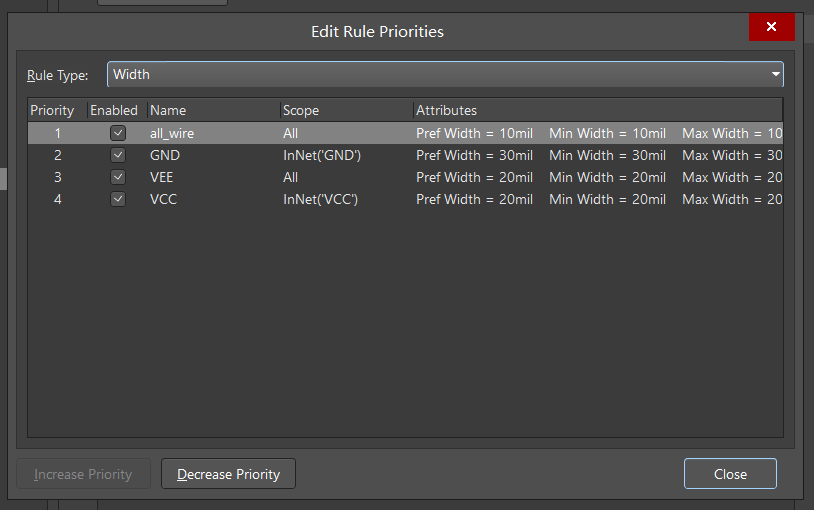 Edit Rule Priorities
Rule Type: Width
Priority Enabled Name Scope Attributes
1 all_wire All Pref Width = 10mil Min Width = 10mil Max Width = 10
2 GND InNet('GND') Pref Width = 30mil Min Width = 30mil Max Width = 30
3 VEE All Pref Width = 20mil Min Width = 20mil Max Width = 20
4 VCC InNet('VCC') Pref Width = 20mil Min Width = 20mil Max Width = 20
Increase Priority Decrease Priority Close